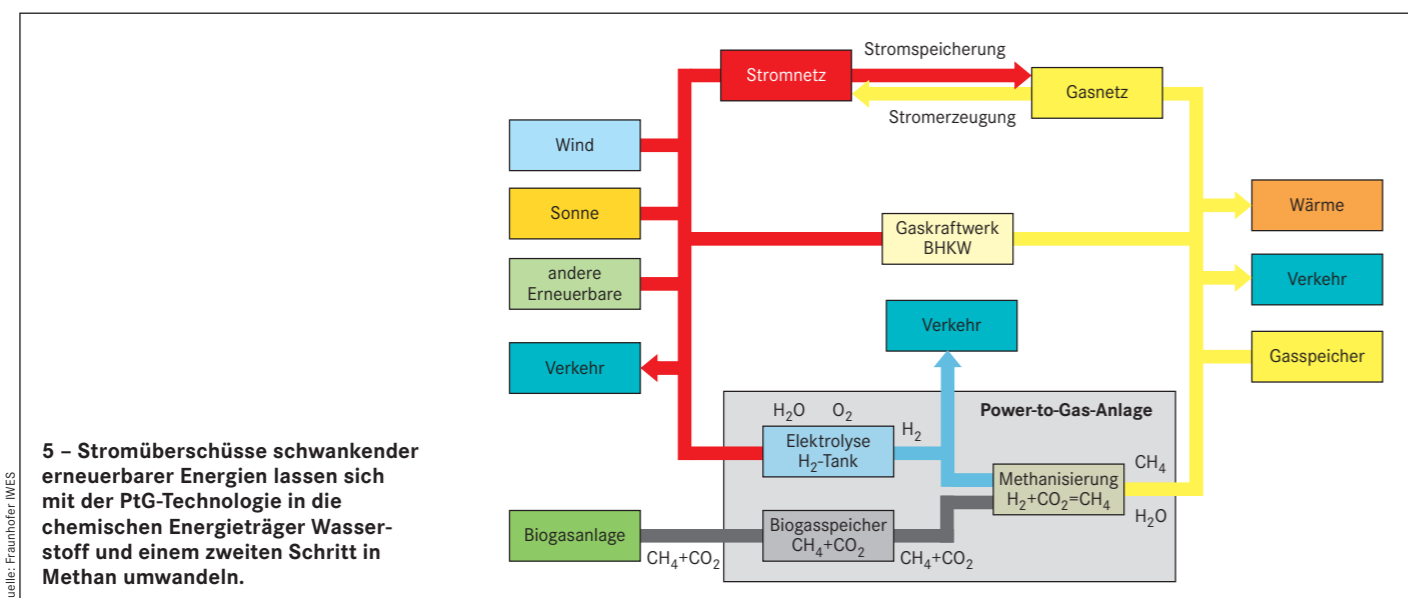 Stromspeicherung
Stromnetz
Gasnetz
Stromerzeugung
Wind
Sonne
andere
Erneuerbare
Verkehr
Gaskraftwerk
BHKW
Wärme
Verkehr
Gasspeicher
Verkehr
Power-to-Gas-Anlage
H₂O O₂
H₂
Elektrolyse
H₂-Tank
CH₄
Methanisierung
H₂+CO₂=CH₄
H₂O
Biogasanlage
CH₄+CO₂
Biogasspeicher
CH₄+CO₂
CH₄+CO₂
5 – Stromüberschüsse schwankender
erneuerbarer Energien lassen sich
mit der PtG-Technologie in die
chemischen Energieträger Wasser-
stoff und einem zweiten Schritt in
Methan umwandeln.
uelle: Fraunhofer IWES